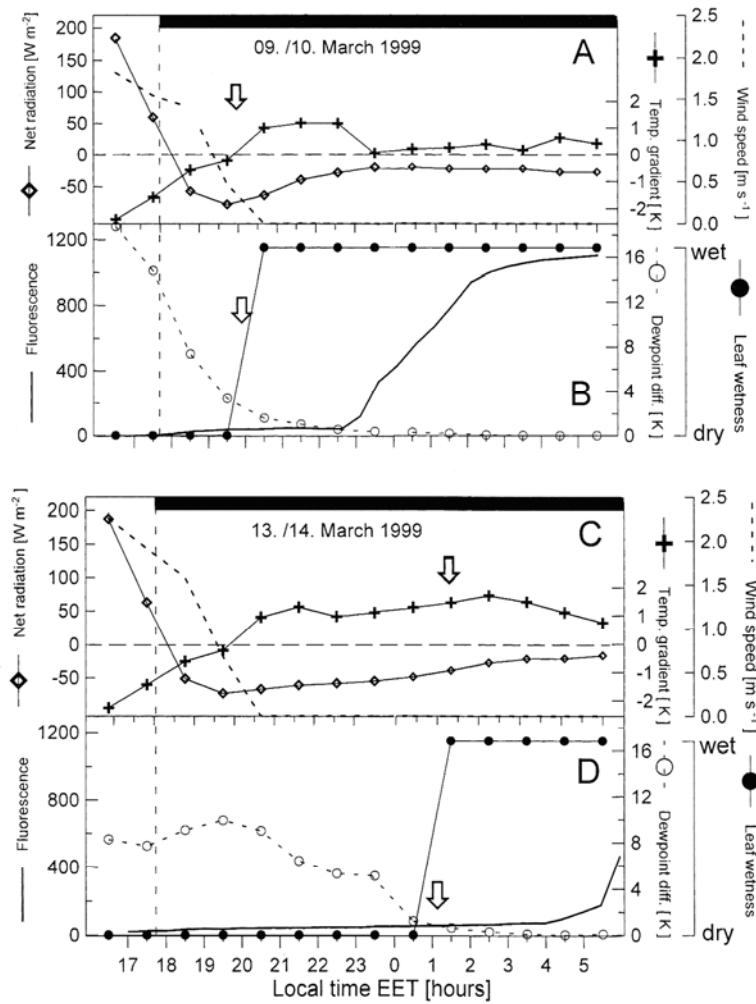 09. /10. March 1999
A
Net radiation [W m⁻²]
200
150
100
50
0
-50
Temp. gradient [ K ]
2
1
0
-1
-2
Wind speed [m s⁻¹]
2.5
2.0
1.5
1.0
0.5
0.0
B
Fluorescence
1200
800
400
0
Dewpoint diff. [ K ]
16
12
8
4
0
Leaf wetness
wet
dry
13. /14. March 1999
C
Net radiation [W m⁻²]
200
150
100
50
0
-50
Temp. gradient [ K ]
2
1
0
-1
-2
Wind speed [m s⁻¹]
2.5
2.0
1.5
1.0
0.5
0.0
D
Fluorescence
1200
800
400
0
Dewpoint diff. [ K ]
16
12
8
4
0
Leaf wetness
wet
dry
17 18 19 20 21 22 23 0 1 2 3 4 5
Local time EET [hours]